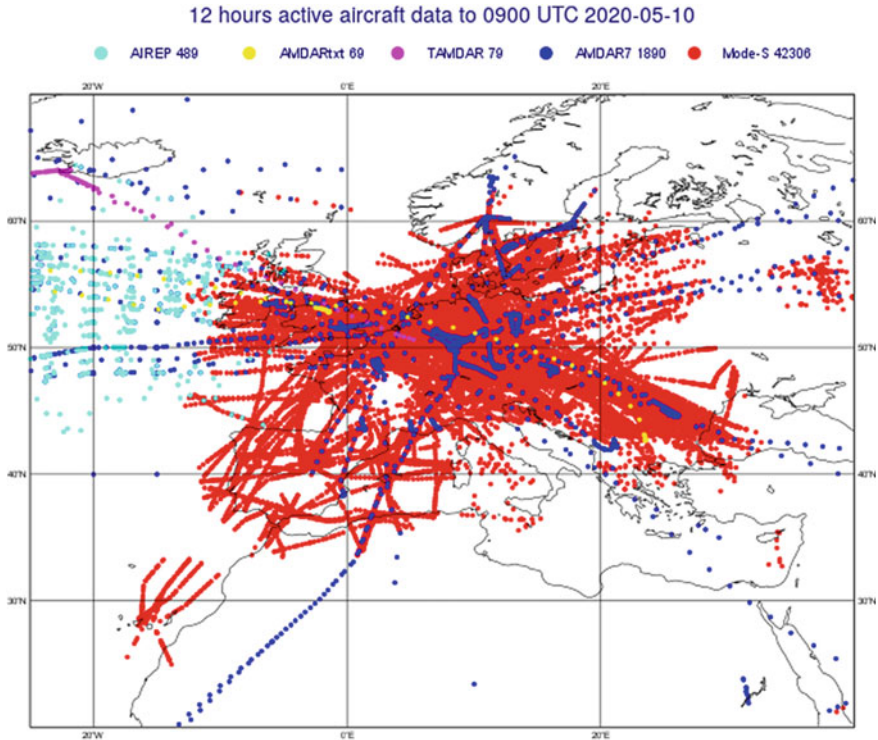 12 hours active aircraft data to 0900 UTC 2020-05-10
AIREP 489 AMDARtxt 69 TAMDAR 79 AMDAR7 1890 Mode-S 42306
20°W 0°E 20°E
60°N 60°N
50°N 50°N
40°N 40°N
30°N 30°N
20°W 0°E 20°E